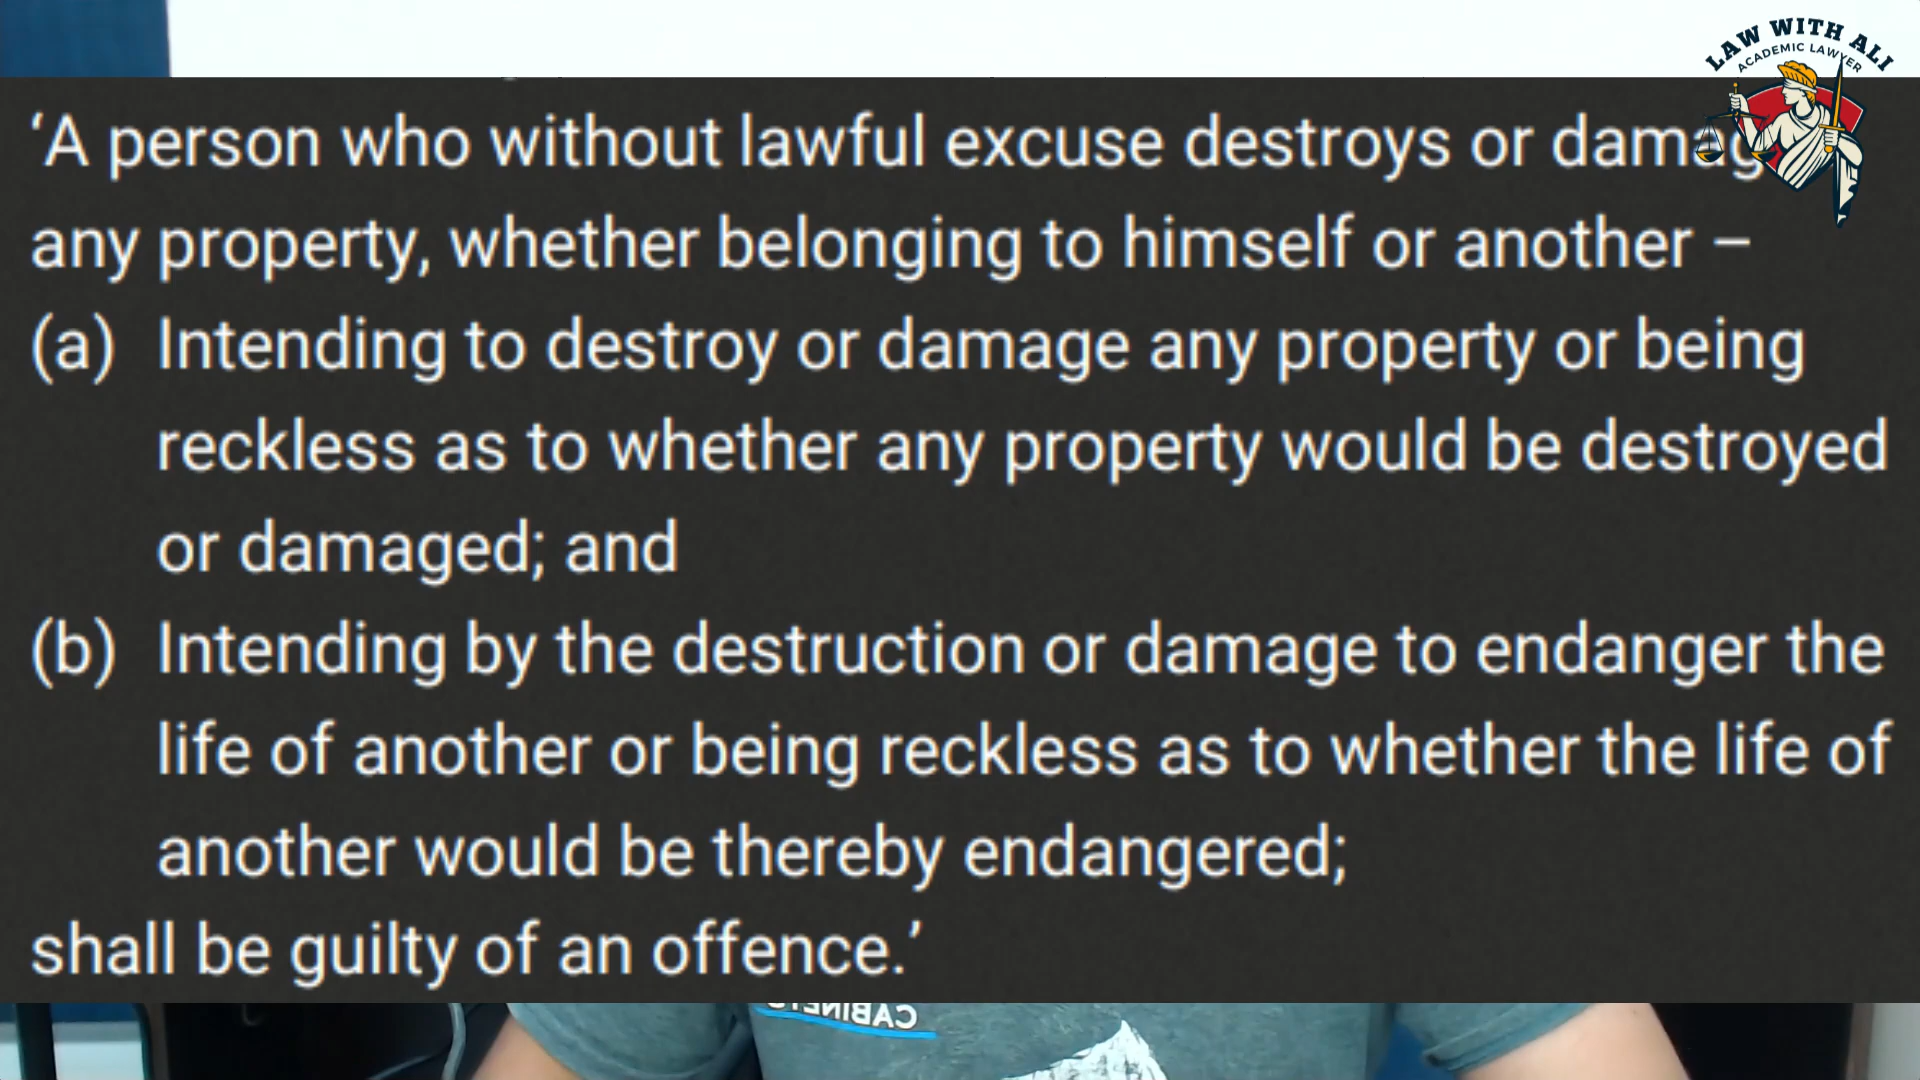 LAW WITH ALI
ACADEMIC LAWYER
‘A person who without lawful excuse destroys or
any property, whether belonging to himself or another –
(a) Intending to destroy or damage any property or being
reckless as to whether any property would be destroyed
or damaged; and
(b) Intending by the destruction or damage to endanger the
life of another or being reckless as to whether the life of
another would be thereby endangered;
shall be guilty of an offence.’
CABINETS